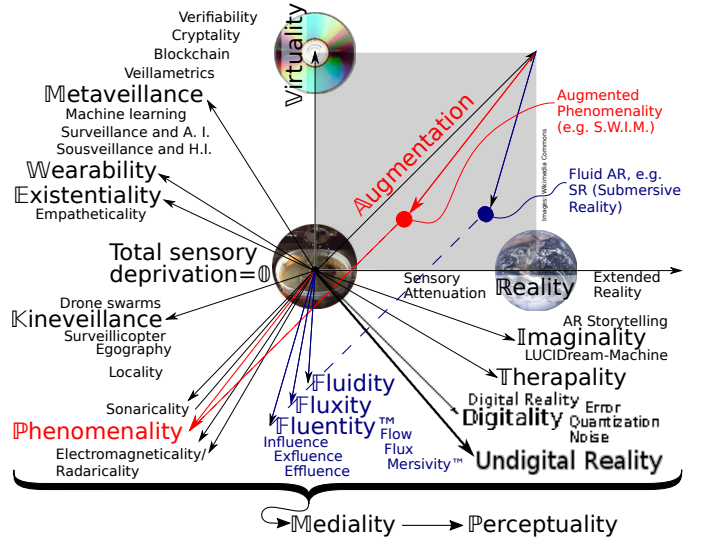 Verifiability
Cryptality
Blockchain
Veillametrics
𝕄etaveillance
Machine learning
Surveillance and A. I.
Sousveillance and H.I.
𝕎earability
𝔼xistentiality
Empatheticality
Total sensory
deprivation=𝟘
Drone swarms
𝕂ineveillance
Surveillicopter
Egography
Locality
Sonaricality
ℙhenomenality
Electromagneticality/
Radaricality
𝕍irtuality
𝔸ugmentation
Augmented
Phenomenality
(e.g. S.W.I.M.)
Images: Wikimedia Commons
Fluid AR, e.g.
SR (Submersive
Reality)
Sensory
Attenuation
ℝeality
Extended
Reality
AR Storytelling
𝕀maginality
LUCIDream-Machine
𝕋herapality
Digital Reality
𝔻igitality
Error
Quantization
Noise
Undigital Reality
𝔽luidity
𝔽luxity
𝔽luentity™
Flow
Flux
Mersivity™
Influence
Exfluence
Effluence
𝕄ediality
ℙerceptuality